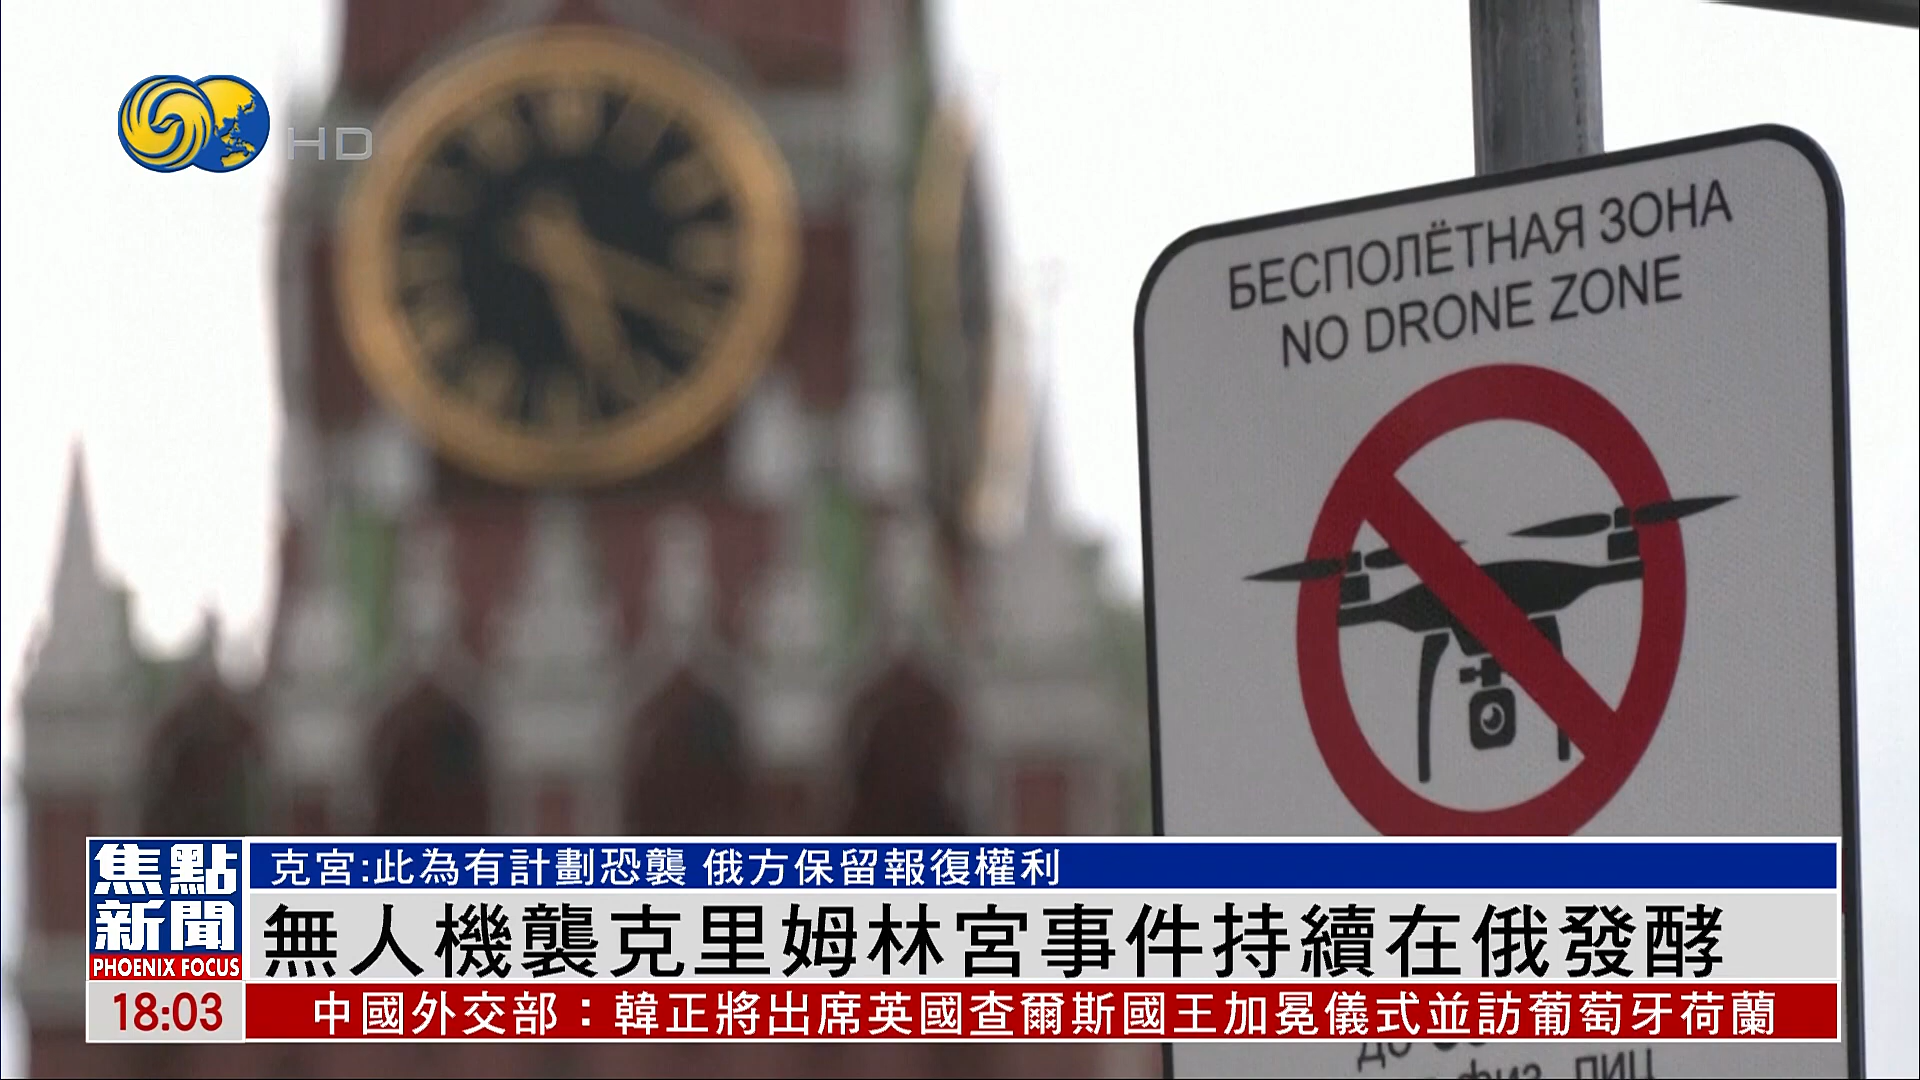 HD
БЕСПОЛЁТНАЯ ЗОНА
NO DRONE ZONE
焦點
新聞
PHOENIX FOCUS
克宮:此為有計劃恐襲 俄方保留報復權利
無人機襲克里姆林宮事件持續在俄發酵
18:03
中國外交部：韓正將出席英國查爾斯國王加冕儀式並訪葡萄牙荷蘭